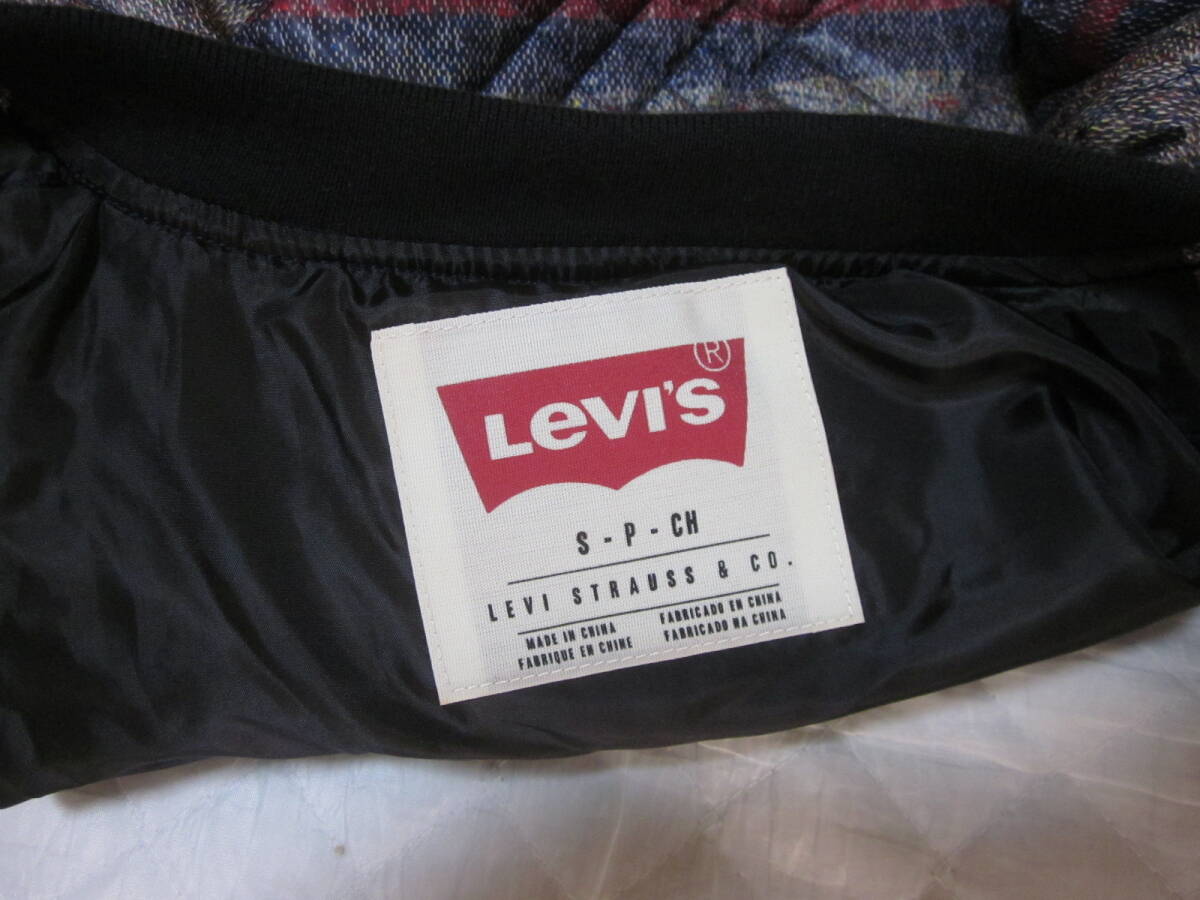 LEVI'S ®
S - P - CH
LEVI STRAUSS & CO.
MADE IN CHINA
FABRIQUE EN CHINE
FABRICADO EN CHINA
FABRICADO NA CHINA